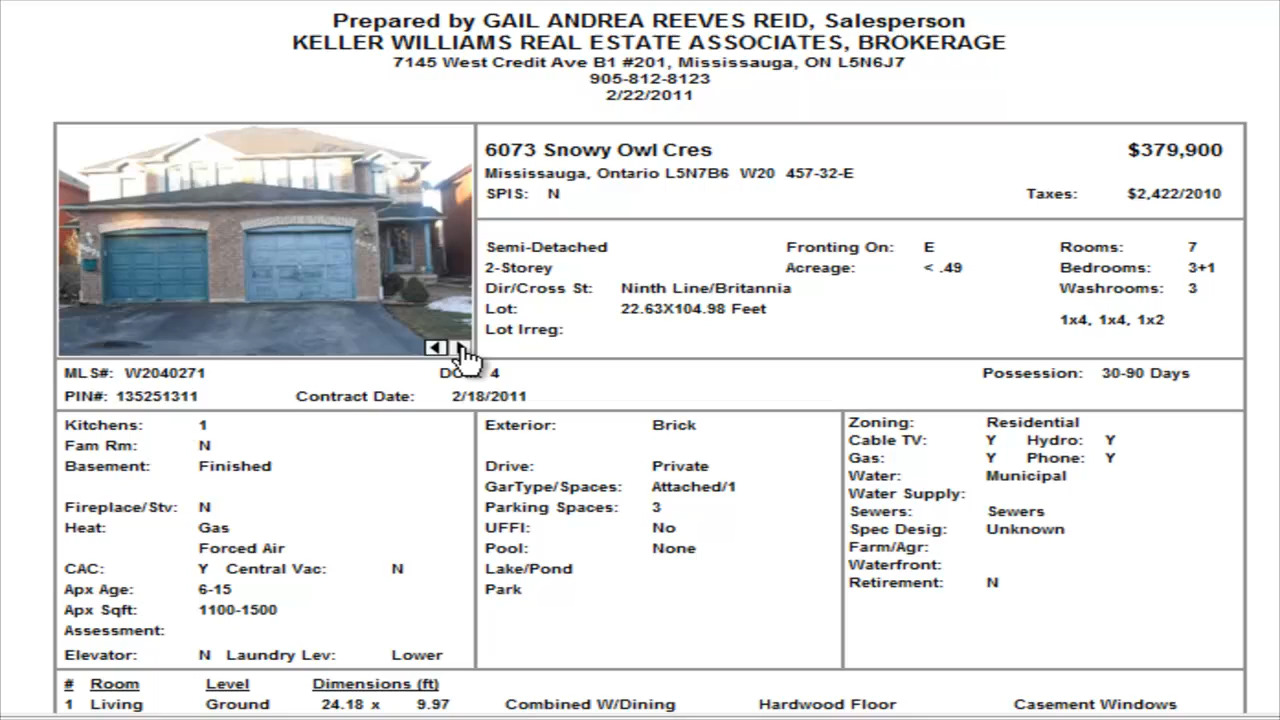 Prepared by GAIL ANDREA REEVES REID, Salesperson
KELLER WILLIAMS REAL ESTATE ASSOCIATES, BROKERAGE
7145 West Credit Ave B1 #201, Mississauga, ON L5N6J7
905-812-8123
2/22/2011
6073 Snowy Owl Cres $379,900
Mississauga, Ontario L5N7B6 W20 457-32-E
SPIS: N Taxes: $2,422/2010
Semi-Detached Fronting On: E Rooms: 7
2-Storey Acreage: < .49 Bedrooms: 3+1
Dir/Cross St: Ninth Line/Britannia Washrooms: 3
Lot: 22.63X104.98 Feet
1x4, 1x4, 1x2
Lot Irreg:
MLS#: W2040271 4 Possession: 30-90 Days
PIN#: 135251311 Contract Date: 2/18/2011
Kitchens: 1
Fam Rm: N
Basement: Finished
Fireplace/Stv: N
Heat: Gas
Forced Air
CAC: Y Central Vac: N
Apx Age: 6-15
Apx Sqft: 1100-1500
Assessment:
Elevator: N Laundry Lev: Lower
Exterior: Brick
Drive: Private
GarType/Spaces: Attached/1
Parking Spaces: 3
UFFI: No
Pool: None
Lake/Pond
Park
Zoning: Residential
Cable TV: Y Hydro: Y
Gas: Y Phone: Y
Water: Municipal
Water Supply:
Sewers: Sewers
Spec Desig: Unknown
Farm/Agr:
Waterfront:
Retirement: N
# Room Level Dimensions (ft)
1 Living Ground 24.18 x 9.97 Combined W/Dining Hardwood Floor Casement Windows